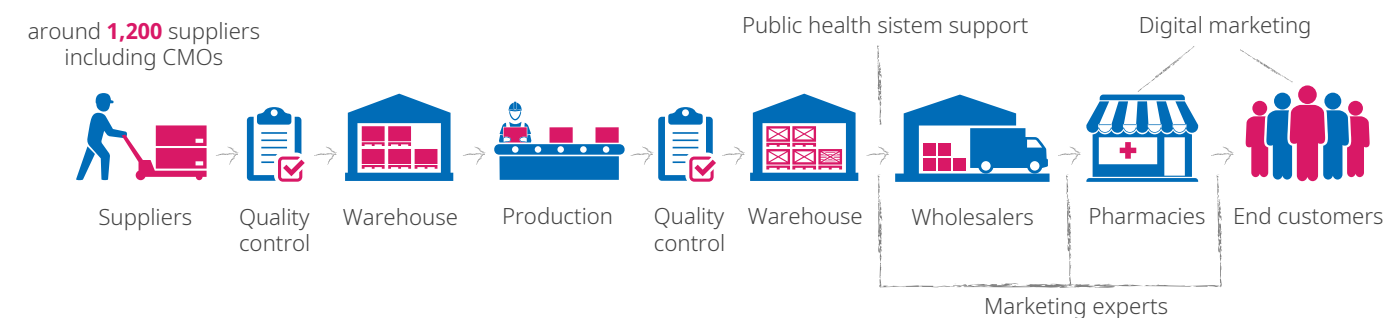 around 1,200 suppliers
including CMOs
Public health sistem support
Digital marketing
Suppliers
Quality
control
Warehouse
Production
Quality
control
Warehouse
Wholesalers
Pharmacies
End customers
Marketing experts